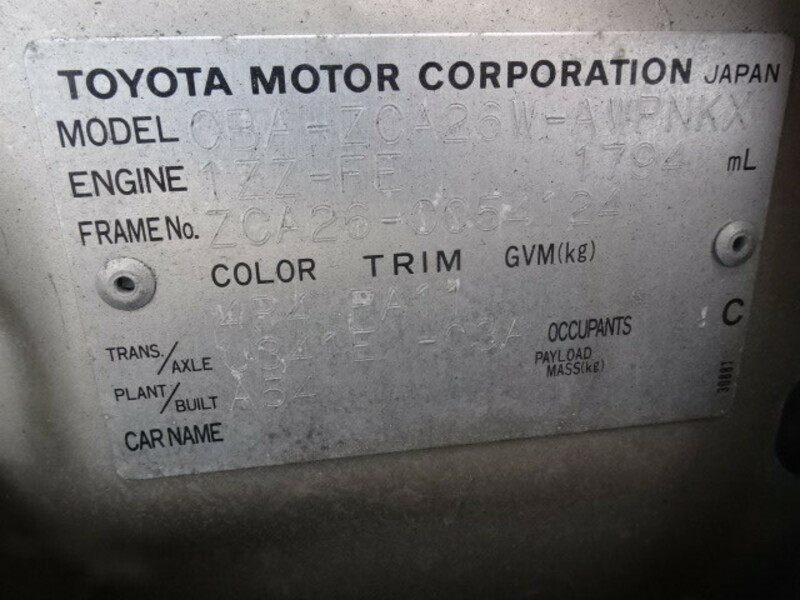 TOYOTA MOTOR CORPORATION JAPAN
MODEL CBA-ZCA26W-AWPNKX
ENGINE 1ZZ-FE 1794 mL
FRAME No.
COLOR TRIM GVM(kg)
TRANS./AXLE OCCUPANTS C
PAYLOAD MASS(kg)
PLANT/BUILT
CAR NAME
30881